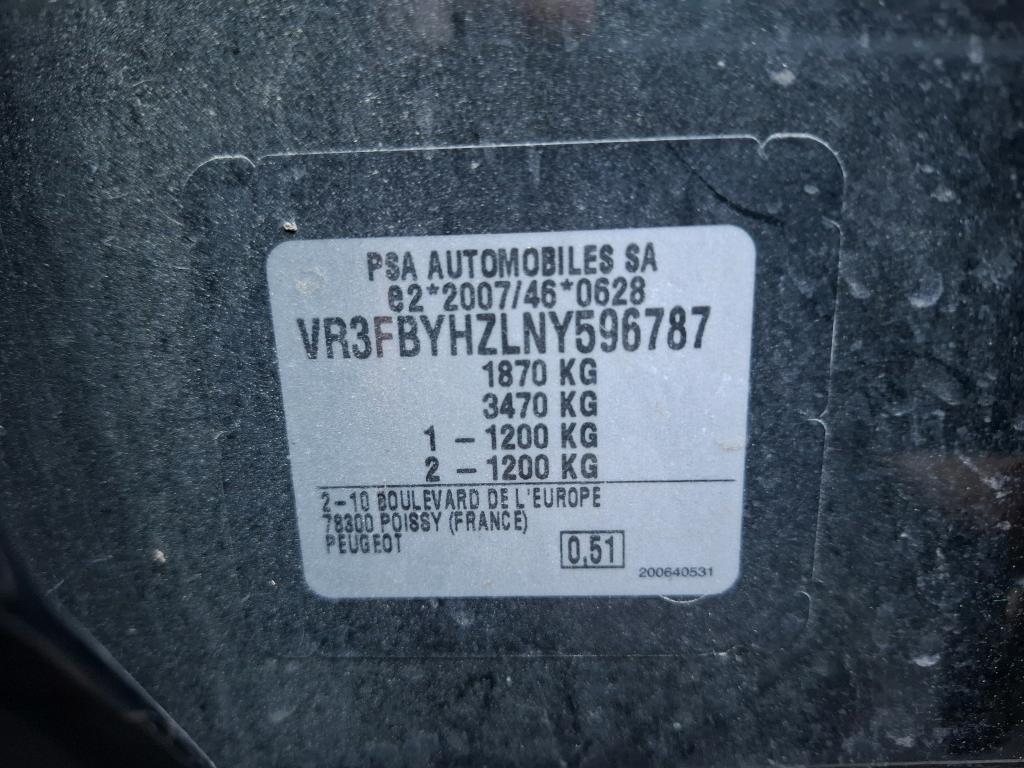 PSA AUTOMOBILES SA
e2*2007/46*0628
VR3FBYHZLNY596787
1870 KG
3470 KG
1 - 1200 KG
2 - 1200 KG
2-10 BOULEVARD DE L'EUROPE
78300 POISSY (FRANCE)
PEUGEOT
0,51
200640531